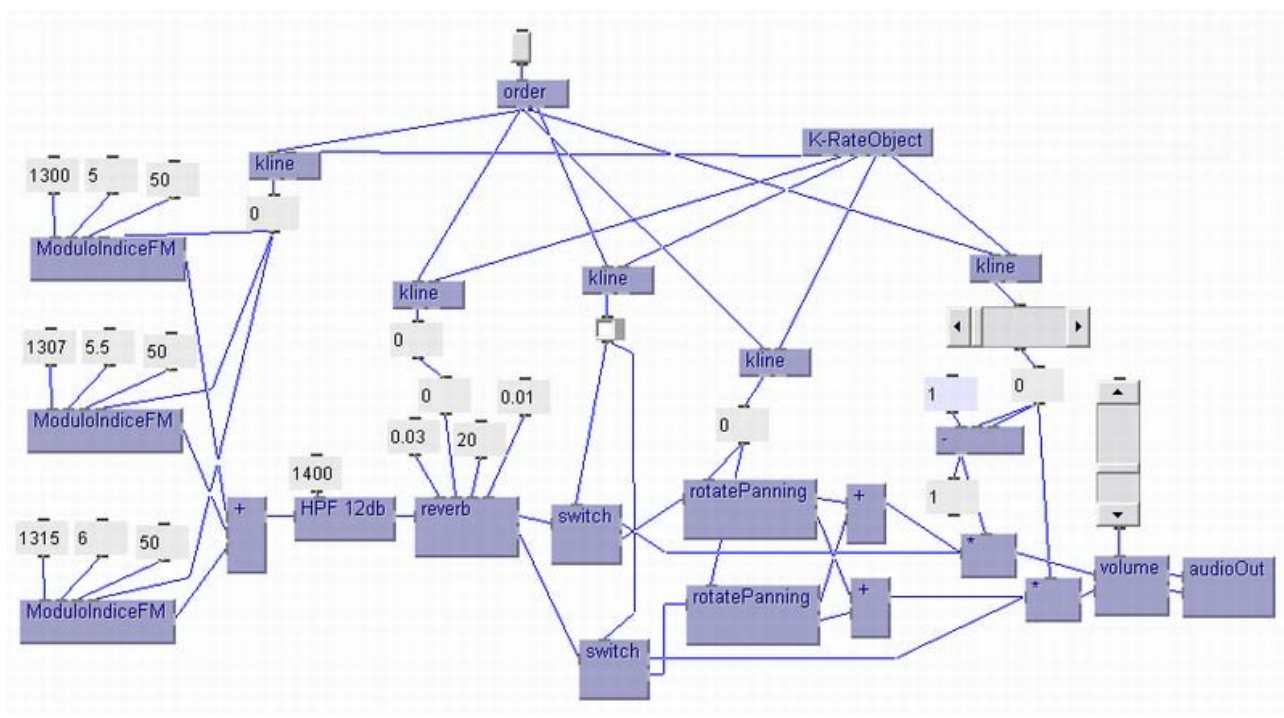 order
K-RateObject
kline
1300 5 50
0
ModuloIndiceFM
kline
kline
kline
1307 5.5 50
0
kline
0
1
0
0.01
ModuloIndiceFM
0
0.03
20
-
1400
rotatePanning
+
1
HPF 12db
reverb
+
switch
*
1315 6 50
volume
audioOut
ModuloIndiceFM
rotatePanning
+
*
switch